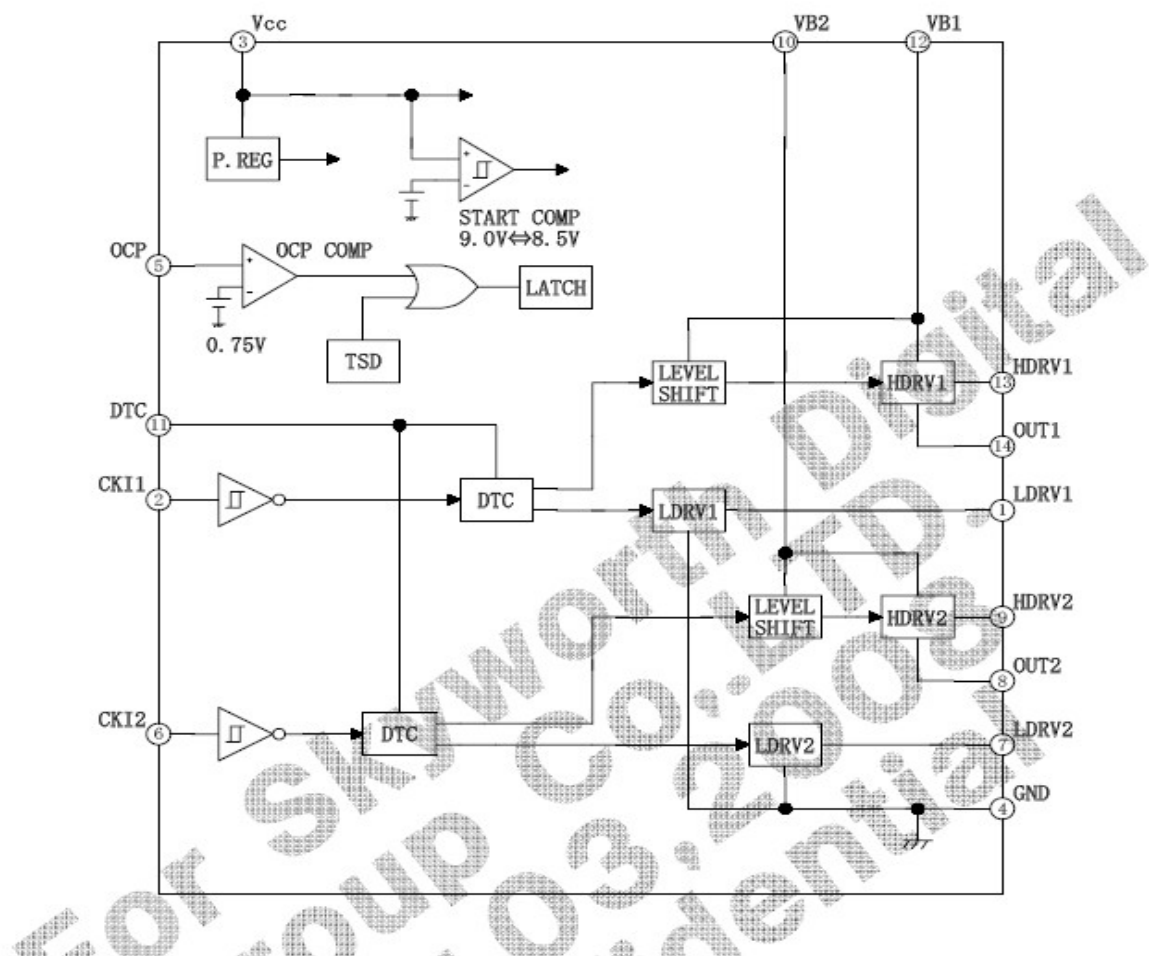 Vcc
3
VB2
10
VB1
12
P.REG
+
-
START COMP
9.0V⇔8.5V
OCP
5
OCP COMP
+
-
0.75V
TSD
LATCH
LEVEL
SHIFT
HDRV1
HDRV1
13
DTC
11
OUT1
14
CKI1
2
DTC
LDRV1
LDRV1
1
LEVEL
SHIFT
HDRV2
HDRV2
9
OUT2
8
CKI2
6
DTC
LDRV2
LDRV2
7
GND
4
For Skyworth Digital
Group Co.,LTD.
03,2008
Confidential